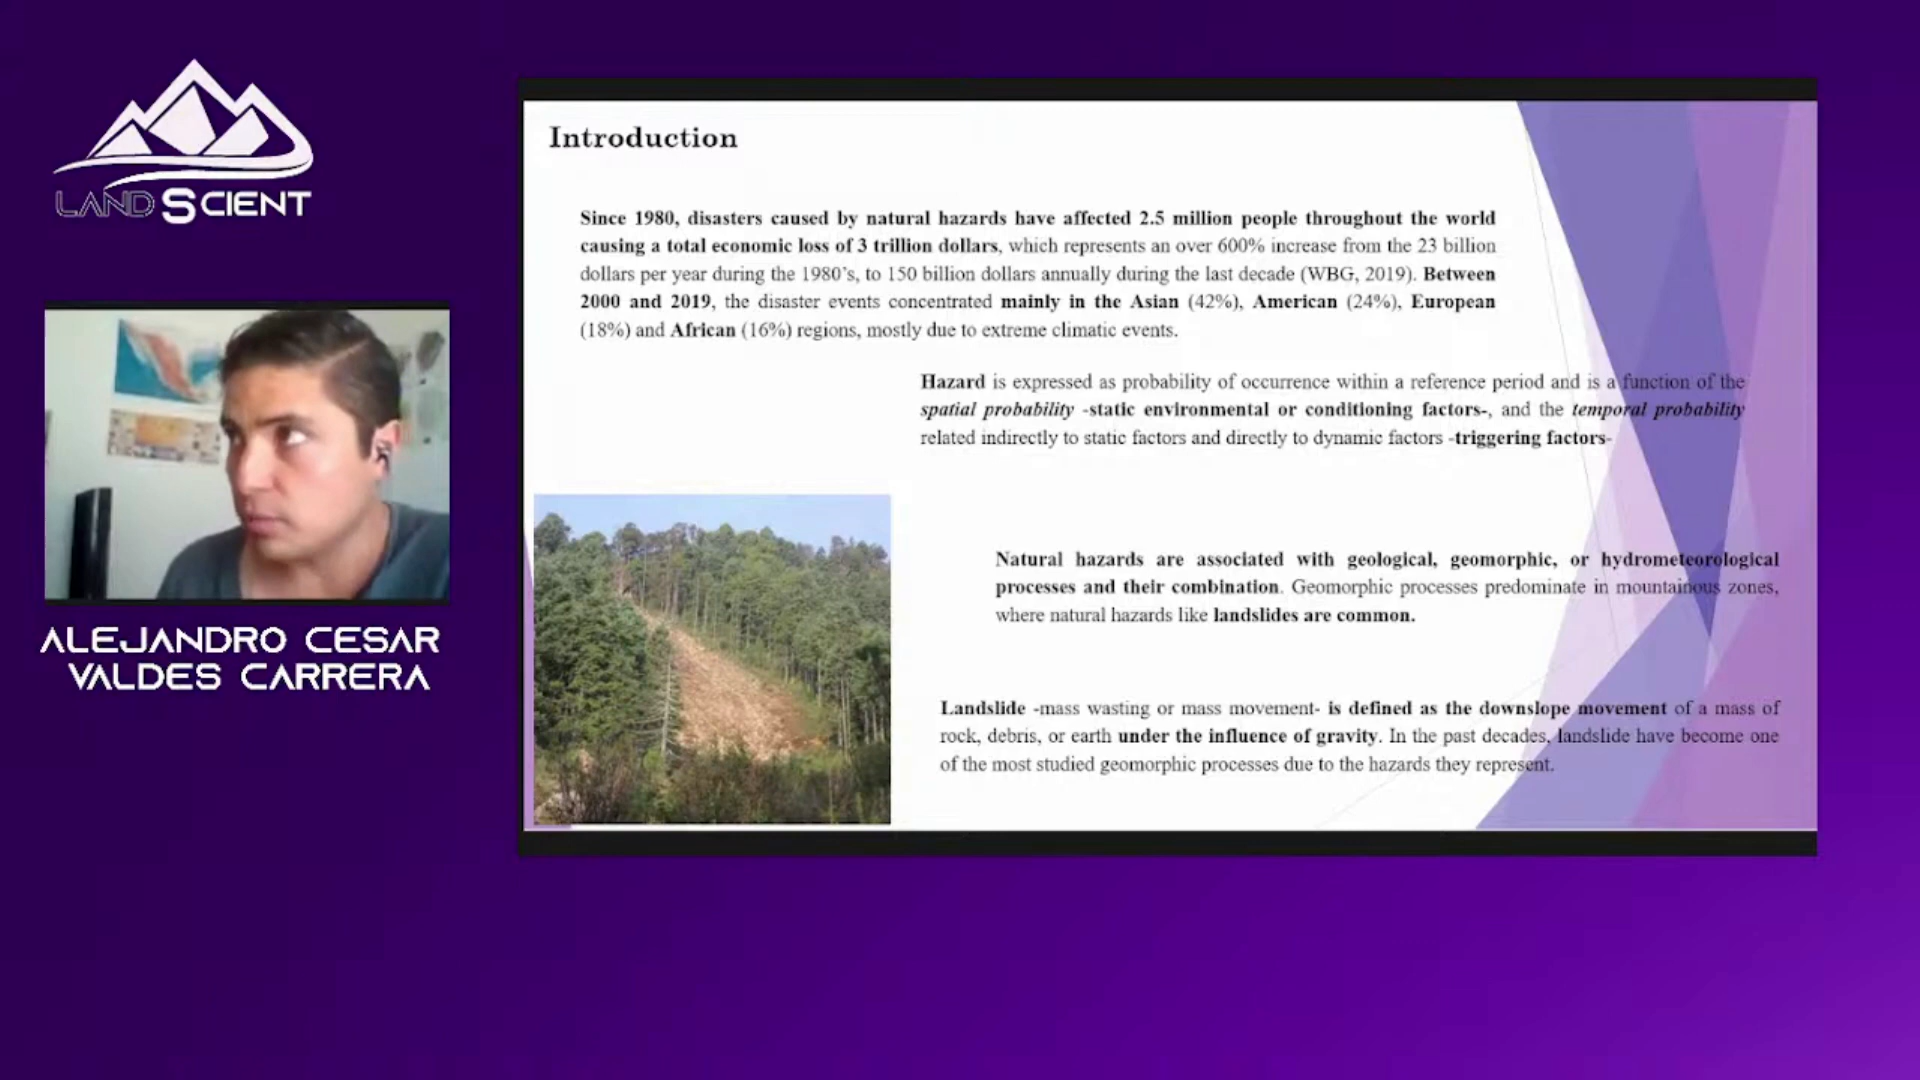 LANDSCIENT
ALEJANDRO CESAR
VALDES CARRERA
Introduction
Since 1980, disasters caused by natural hazards have affected 2.5 million people throughout the world
causing a total economic loss of 3 trillion dollars, which represents an over 600% increase from the 23 billion
dollars per year during the 1980's, to 150 billion dollars annually during the last decade (WBG, 2019). Between
2000 and 2019, the disaster events concentrated mainly in the Asian (42%), American (24%), European
(18%) and African (16%) regions, mostly due to extreme climatic events.
Hazard is expressed as probability of occurrence within a reference period and is a function of the
spatial probability -static environmental or conditioning factors-, and the temporal probability
related indirectly to static factors and directly to dynamic factors -triggering factors-
Natural hazards are associated with geological, geomorphic, or hydrometeorological
processes and their combination. Geomorphic processes predominate in mountainous zones,
where natural hazards like landslides are common.
Landslide -mass wasting or mass movement- is defined as the downslope movement of a mass of
rock, debris, or earth under the influence of gravity. In the past decades, landslide have become one
of the most studied geomorphic processes due to the hazards they represent.